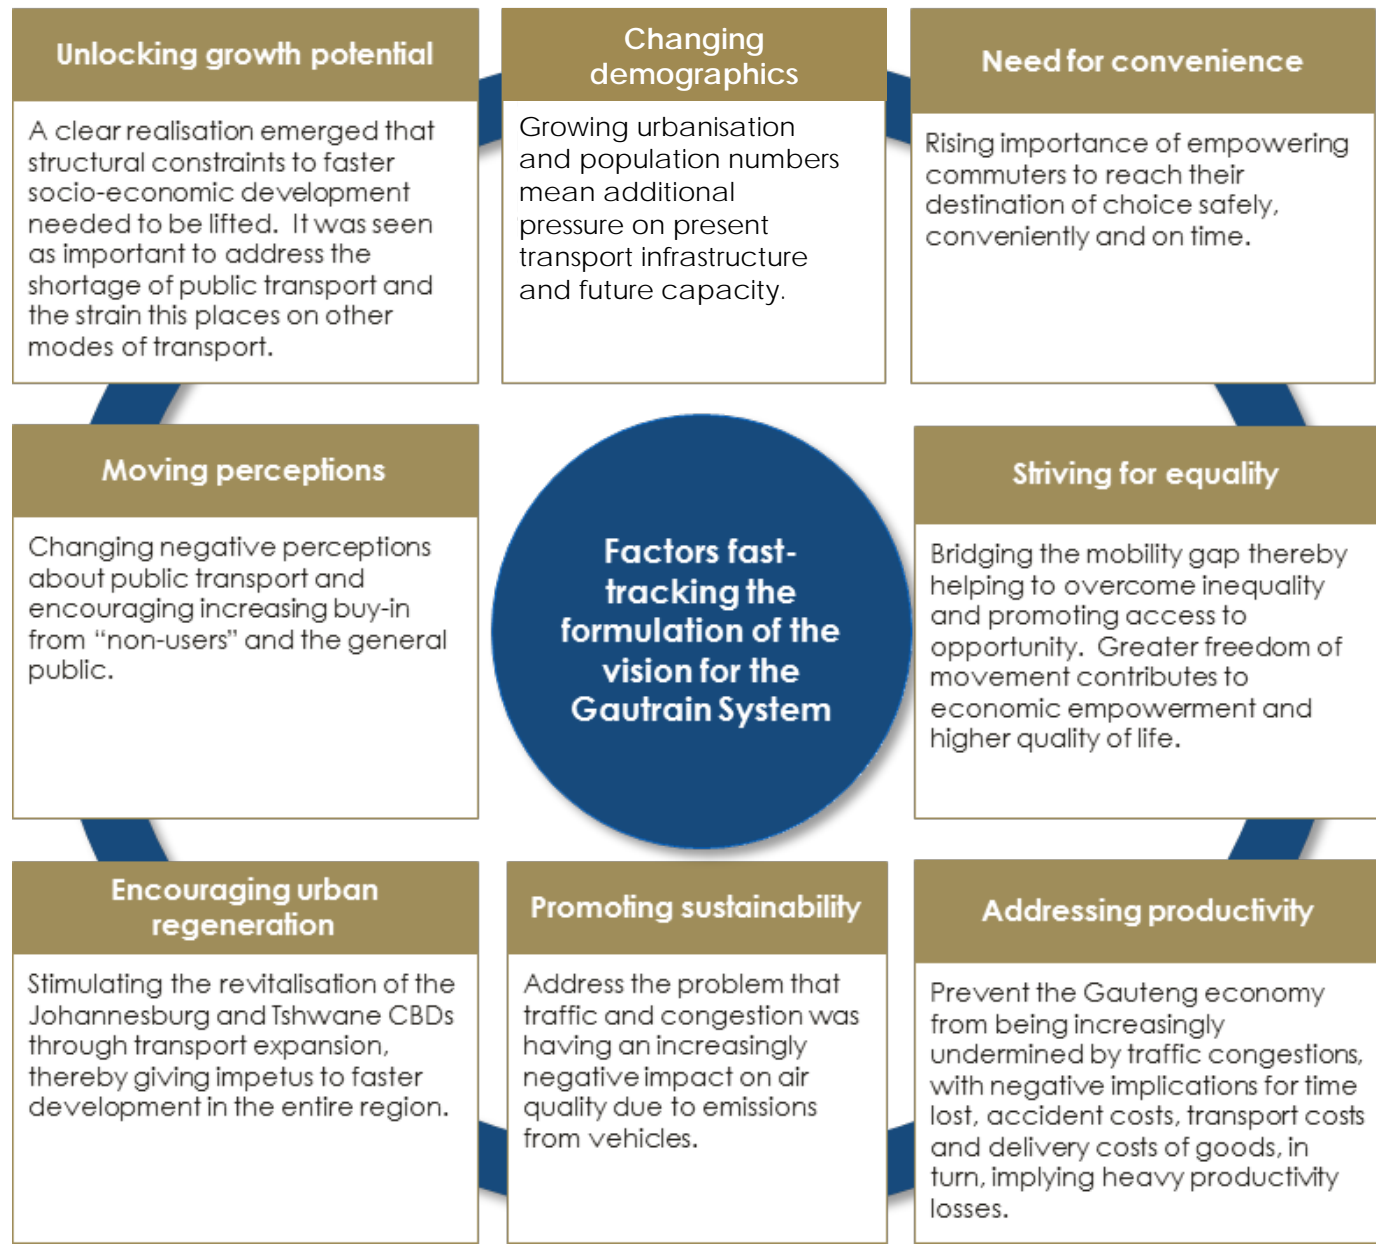 Unlocking growth potential
A clear realisation emerged that
structural constraints to faster
socio-economic development
needed to be lifted.  It was seen
as important to address the
shortage of public transport and
the strain this places on other
modes of transport.
Changing
demographics
Growing urbanisation
and population numbers
mean additional
pressure on present
transport infrastructure
and future capacity.
Need for convenience
Rising importance of empowering
commuters to reach their
destination of choice safely,
conveniently and on time.
Moving perceptions
Changing negative perceptions
about public transport and
encouraging increasing buy-in
from “non-users” and the general
public.
Factors fast-
tracking the
formulation of the
vision for the
Gautrain System
Striving for equality
Bridging the mobility gap thereby
helping to overcome inequality
and promoting access to
opportunity.  Greater freedom of
movement contributes to
economic empowerment and
higher quality of life.
Encouraging urban
regeneration
Stimulating the revitalisation of the
Johannesburg and Tshwane CBDs
through transport expansion,
thereby giving impetus to faster
development in the entire region.
Promoting sustainability
Address the problem that
traffic and congestion was
having an increasingly
negative impact on air
quality due to emissions
from vehicles.
Addressing productivity
Prevent the Gauteng economy
from being increasingly
undermined by traffic congestions,
with negative implications for time
lost, accident costs, transport costs
and delivery costs of goods, in
turn, implying heavy productivity
losses.